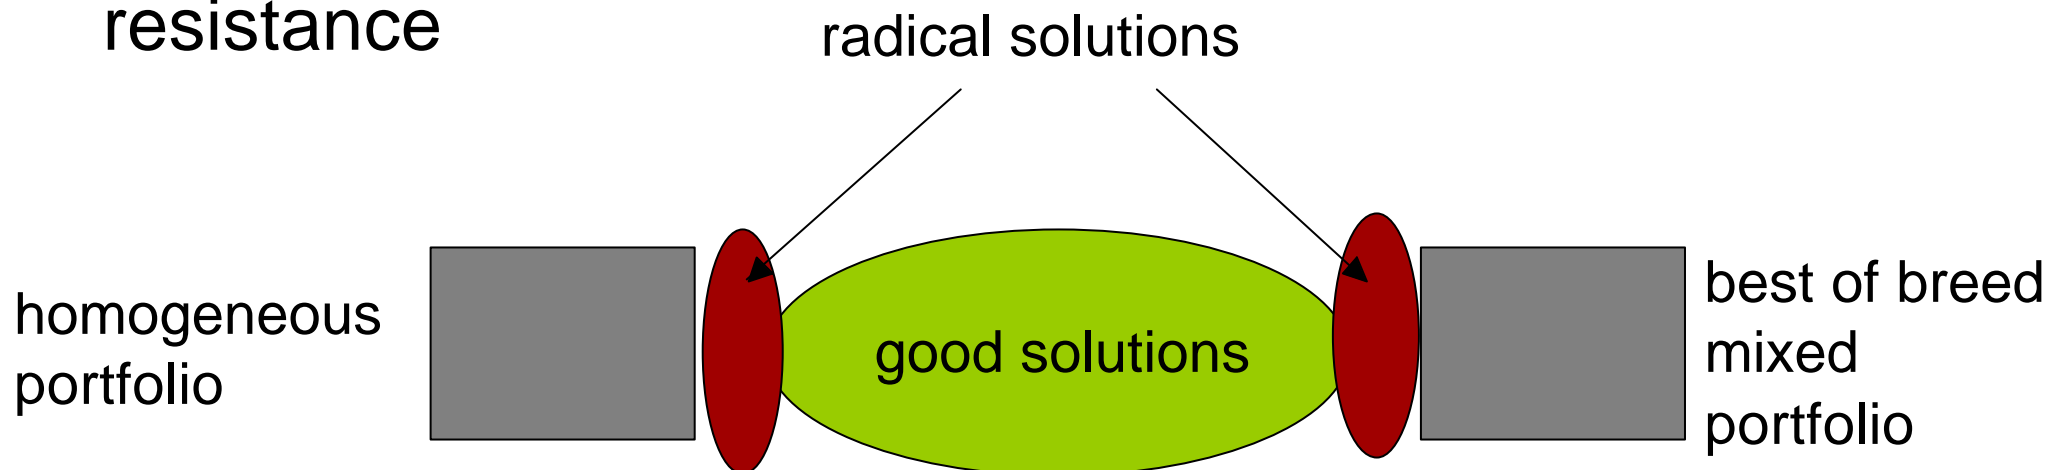 resistance
radical solutions
homogeneous
portfolio
good solutions
best of breed
mixed
portfolio